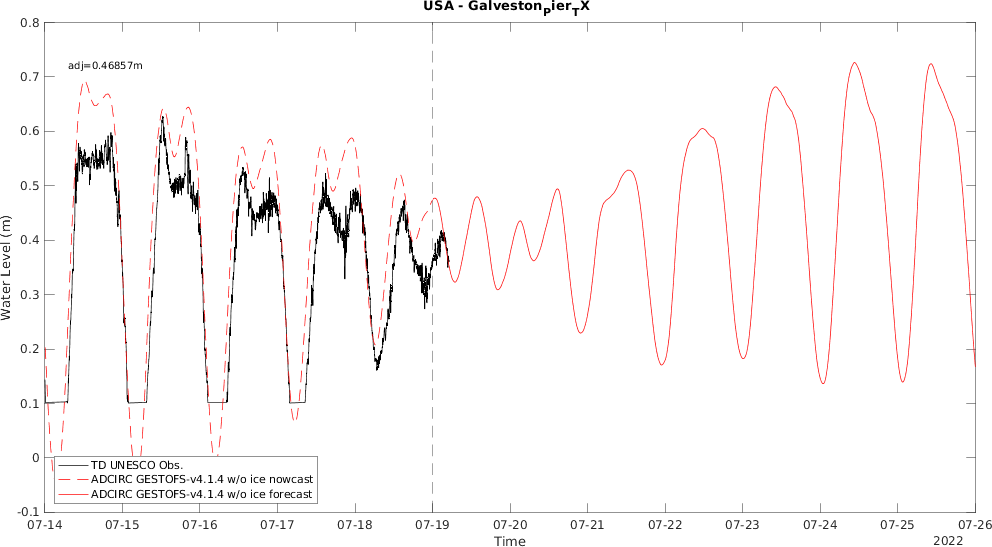 USA - GalvestonPierTX
0.8
adj=0.46857m
0.7
0.6
0.5
0.4
0.3
0.2
0.1
0
-0.1
Water Level (m)
TD UNESCO Obs.
ADCIRC GESTOFS-v4.1.4 w/o ice nowcast
ADCIRC GESTOFS-v4.1.4 w/o ice forecast
07-14 07-15 07-16 07-17 07-18 07-19 07-20 07-21 07-22 07-23 07-24 07-25 07-26
Time
2022